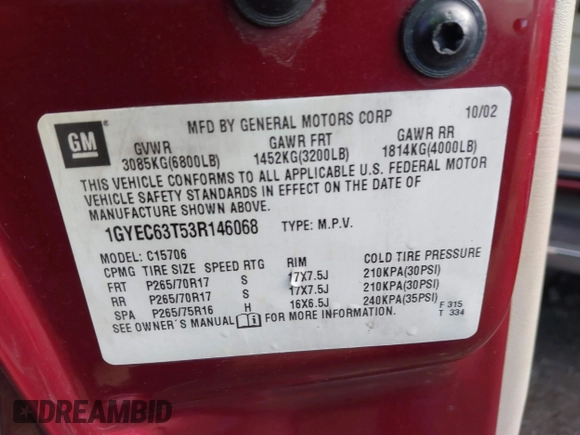 GM
MFD BY GENERAL MOTORS CORP 10/02
GVWR GAWR FRT GAWR RR
3085KG(6800LB) 1452KG(3200LB) 1814KG(4000LB)
THIS VEHICLE CONFORMS TO ALL APPLICABLE U.S. FEDERAL MOTOR
VEHICLE SAFETY STANDARDS IN EFFECT ON THE DATE OF
MANUFACTURE SHOWN ABOVE.
1GYEC63T53R146068 TYPE: M.P.V.
MODEL: C15706
CPMG TIRE SIZE SPEED RTG RIM COLD TIRE PRESSURE
FRT P265/70R17 S 17X7.5J 210KPA(30PSI)
RR P265/70R17 S 17X7.5J 210KPA(30PSI)
SPA P265/75R16 H 16X6.5J 240KPA(35PSI)
SEE OWNER'S MANUAL FOR MORE INFORMATION.
F 315
T 334
DREAMBID